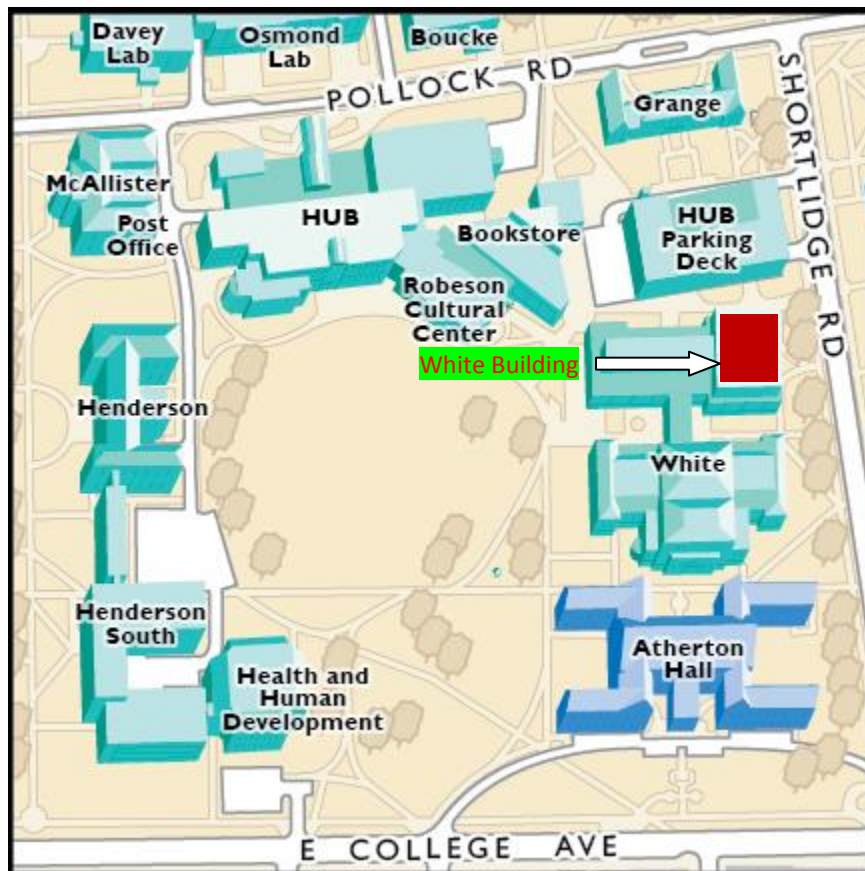 Davey
Lab
Osmond
Lab
Boucke
POLLOCK RD
SHORTLIDGE RD
Grange
McAllister
Post
Office
HUB
Bookstore
HUB
Parking
Deck
Robeson
Cultural
Center
White Building
Henderson
White
Henderson
South
Atherton
Hall
Health and
Human
Development
E COLLEGE AVE